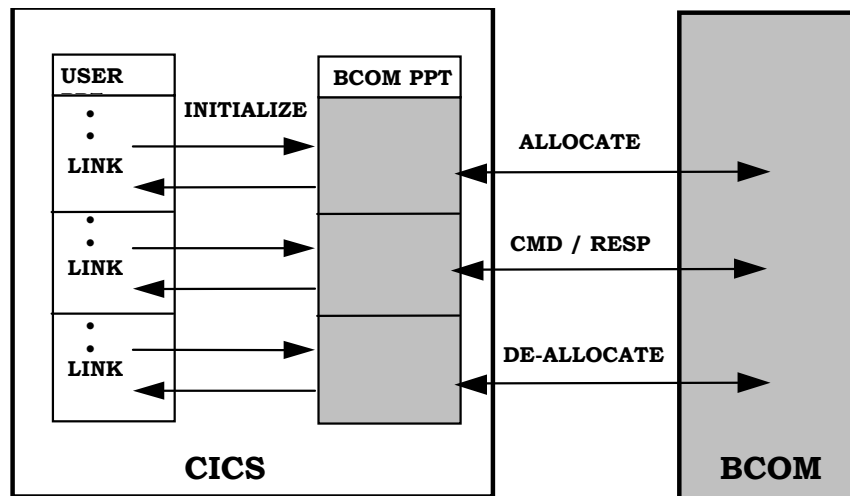 USER
BCOM PPT
INITIALIZE
ALLOCATE
LINK
CMD / RESP
LINK
DE-ALLOCATE
LINK
CICS
BCOM